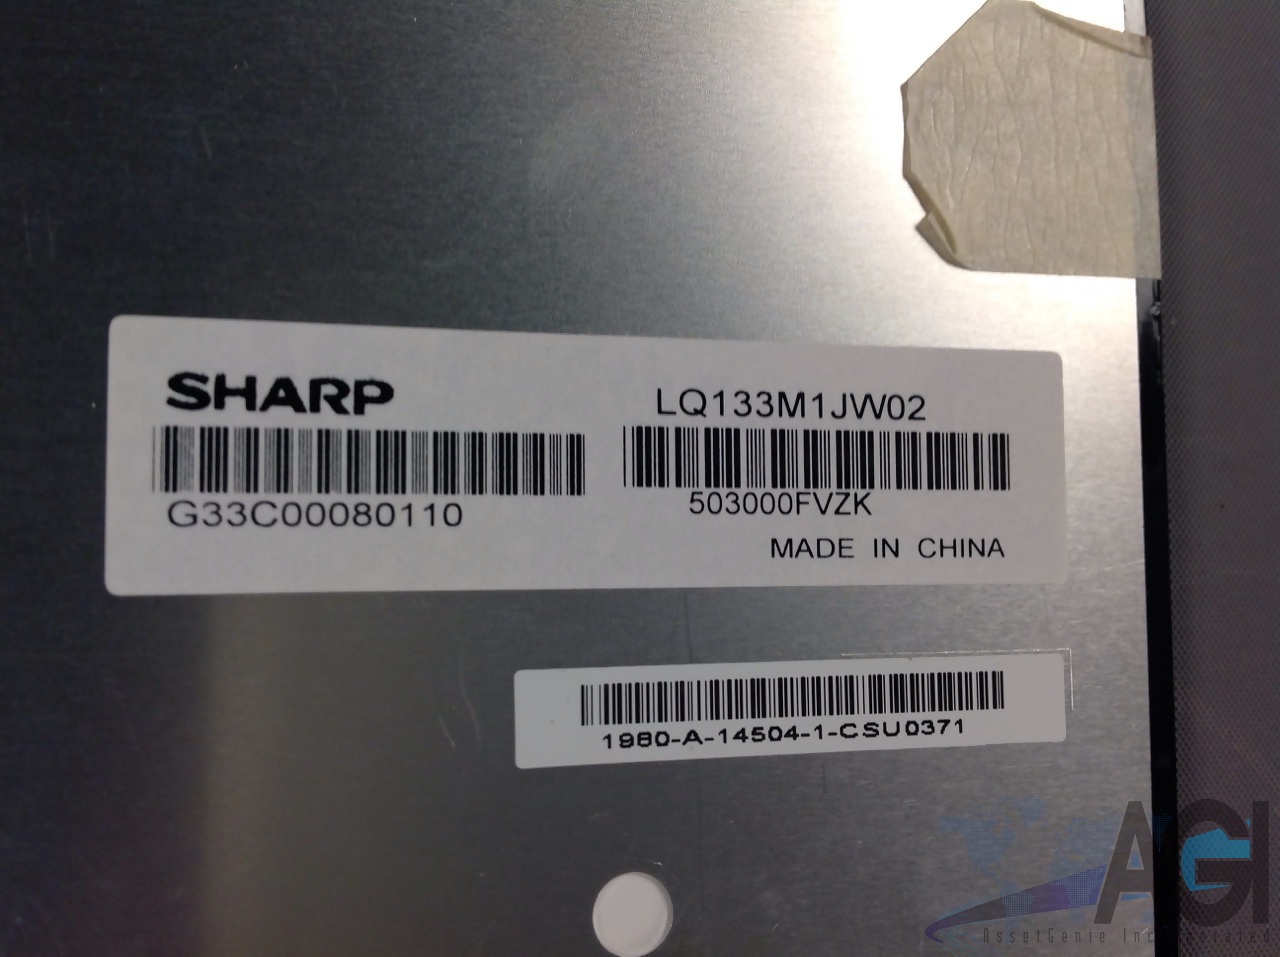 SHARP
LQ133M1JW02
G33C00080110
503000FVZK
MADE IN CHINA
1980-A-14504-1-CSU0371
AGI
AssetGenie Incorporated